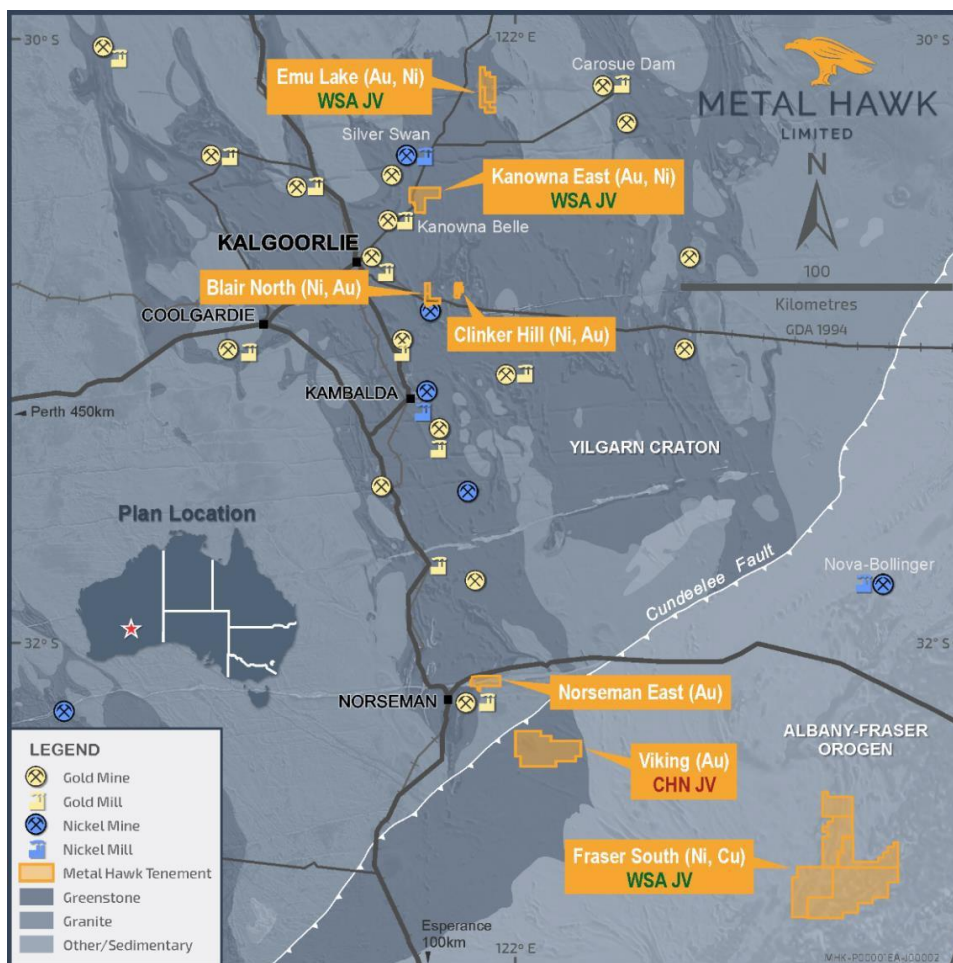 30° S
122° E
30° S
Emu Lake (Au, Ni)
WSA JV
Carosue Dam
METAL HAWK
LIMITED
Silver Swan
N
Kanowna East (Au, Ni)
WSA JV
Kanowna Belle
KALGOORLIE
100
Kilometres
GDA 1994
Blair North (Ni, Au)
COOLGARDIE
Clinker Hill (Ni, Au)
KAMBALDA
Perth 450km
YILGARN CRATON
Plan Location
Nova-Bollinger
Cundeelee Fault
32° S
32° S
NORSEMAN
Norseman East (Au)
ALBANY-FRASER
OROGEN
Viking (Au)
CHN JV
LEGEND
Gold Mine
Gold Mill
Nickel Mine
Nickel Mill
Metal Hawk Tenement
Greenstone
Granite
Other/Sedimentary
Fraser South (Ni, Cu)
WSA JV
Esperance
100km
122° E